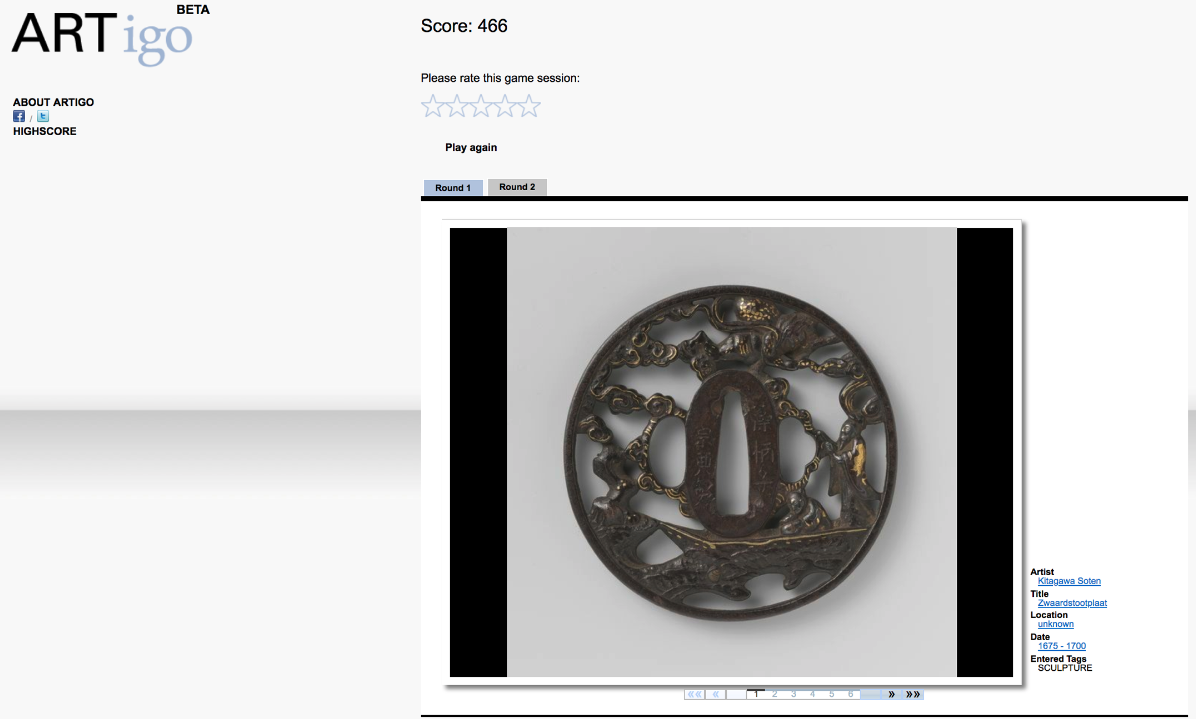 BETA
ARTigo
Score: 466
Please rate this game session:
ABOUT ARTIGO
f / t
HIGHSCORE
Play again
Round 1 Round 2
Artist
Kitagawa Soten
Title
Zwaardstootplaat
Location
unknown
Date
1675 - 1700
Entered Tags
SCULPTURE
«« « 1 2 3 4 5 6 » »»